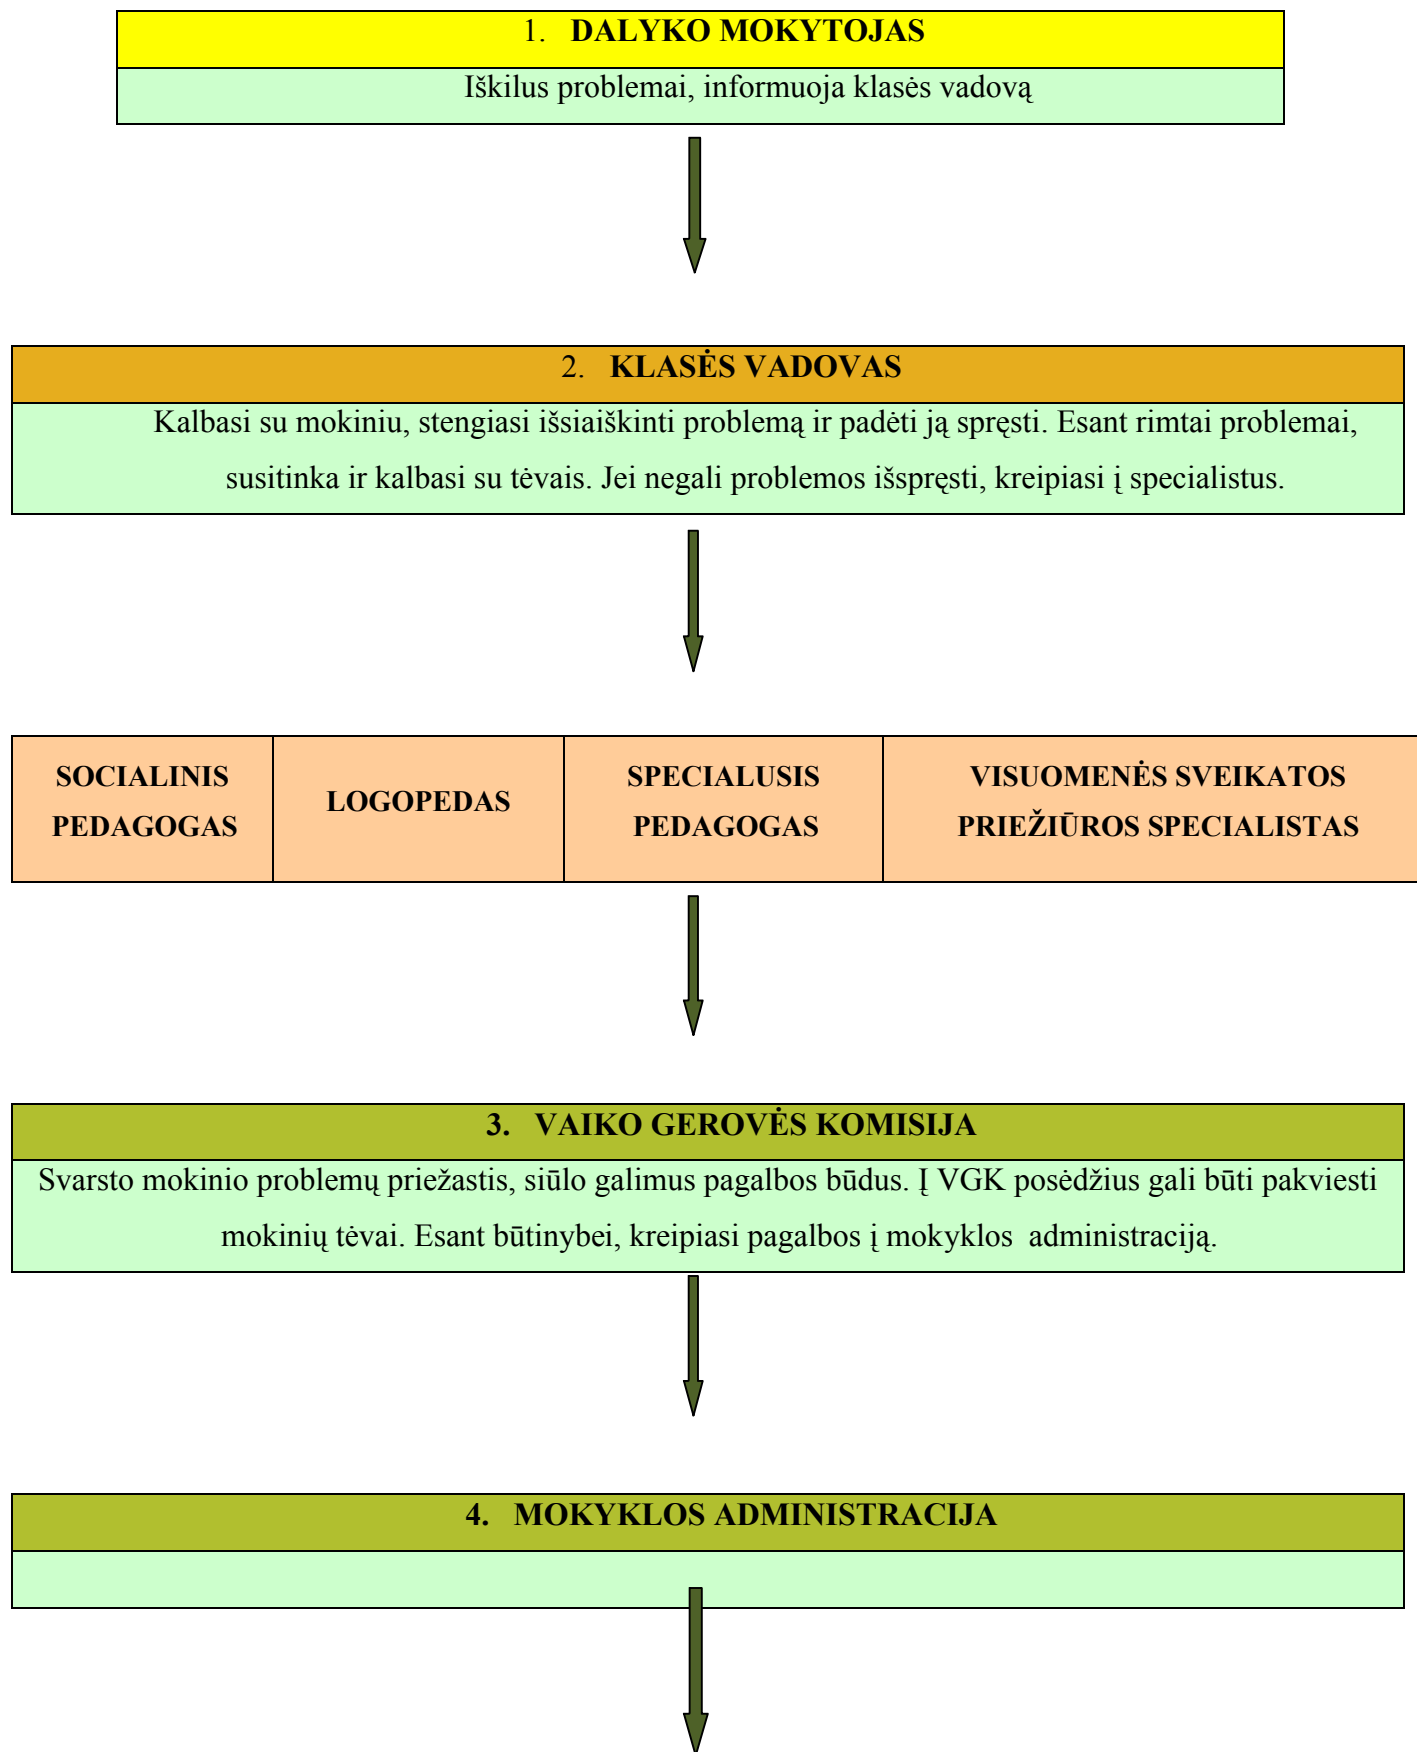 1. DALYKO MOKYTOJAS
Iškilus problemai, informuoja klasės vadovą
2. KLASĖS VADOVAS
Kalbasi su mokiniu, stengiasi išsiaiškinti problemą ir padėti ją spręsti. Esant rimtai problemai,
susitinka ir kalbasi su tėvais. Jei negali problemos išspręsti, kreipiasi į specialistus.
SOCIALINIS
PEDAGOGAS
LOGOPEDAS
SPECIALUSIS
PEDAGOGAS
VISUOMENĖS SVEIKATOS
PRIEŽIŪROS SPECIALISTAS
3. VAIKO GEROVĖS KOMISIJA
Svarsto mokinio problemų priežastis, siūlo galimus pagalbos būdus. Į VGK posėdžius gali būti pakviesti
mokinių tėvai. Esant būtinybei, kreipiasi pagalbos į mokyklos administraciją.
4. MOKYKLOS ADMINISTRACIJA